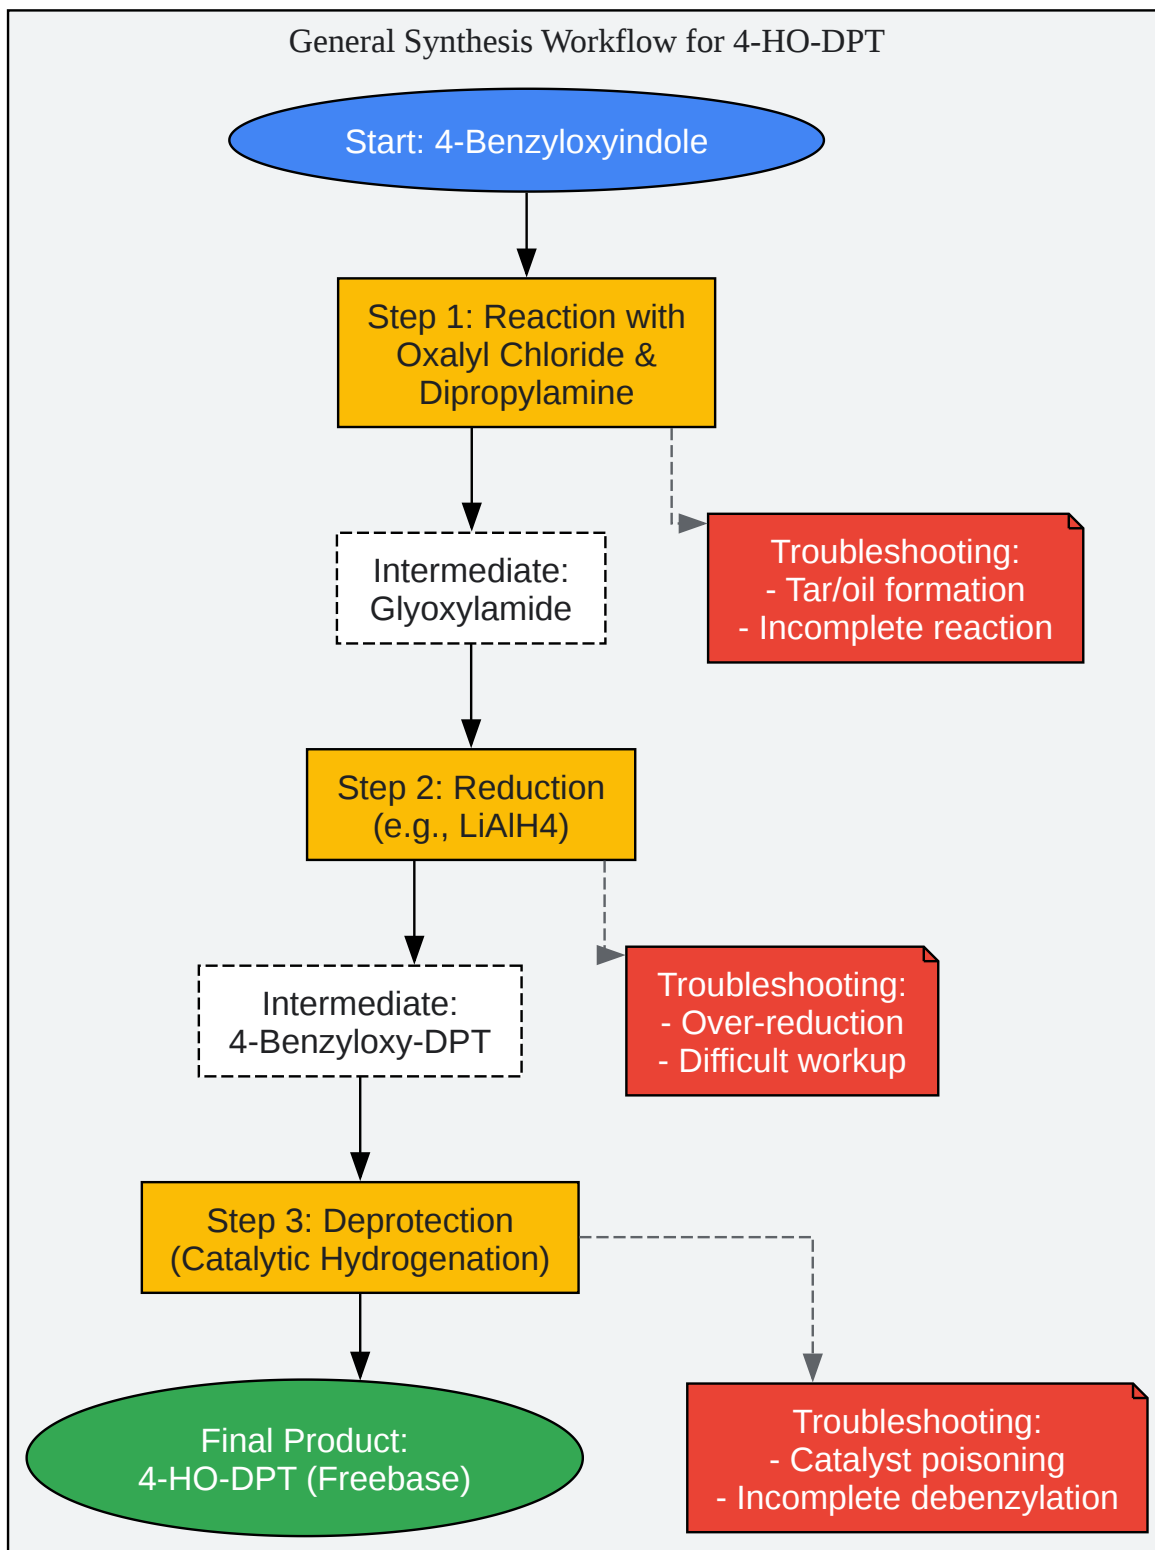 General Synthesis Workflow for 4-HO-DPT
Start: 4-Benzyloxyindole
Step 1: Reaction with
Oxalyl Chloride &
Dipropylamine
Troubleshooting:
- Tar/oil formation
- Incomplete reaction
Intermediate:
Glyoxylamide
Step 2: Reduction
(e.g., LiAlH4)
Troubleshooting:
- Over-reduction
- Difficult workup
Intermediate:
4-Benzyloxy-DPT
Step 3: Deprotection
(Catalytic Hydrogenation)
Final Product:
4-HO-DPT (Freebase)
Troubleshooting:
- Catalyst poisoning
- Incomplete debenzylation